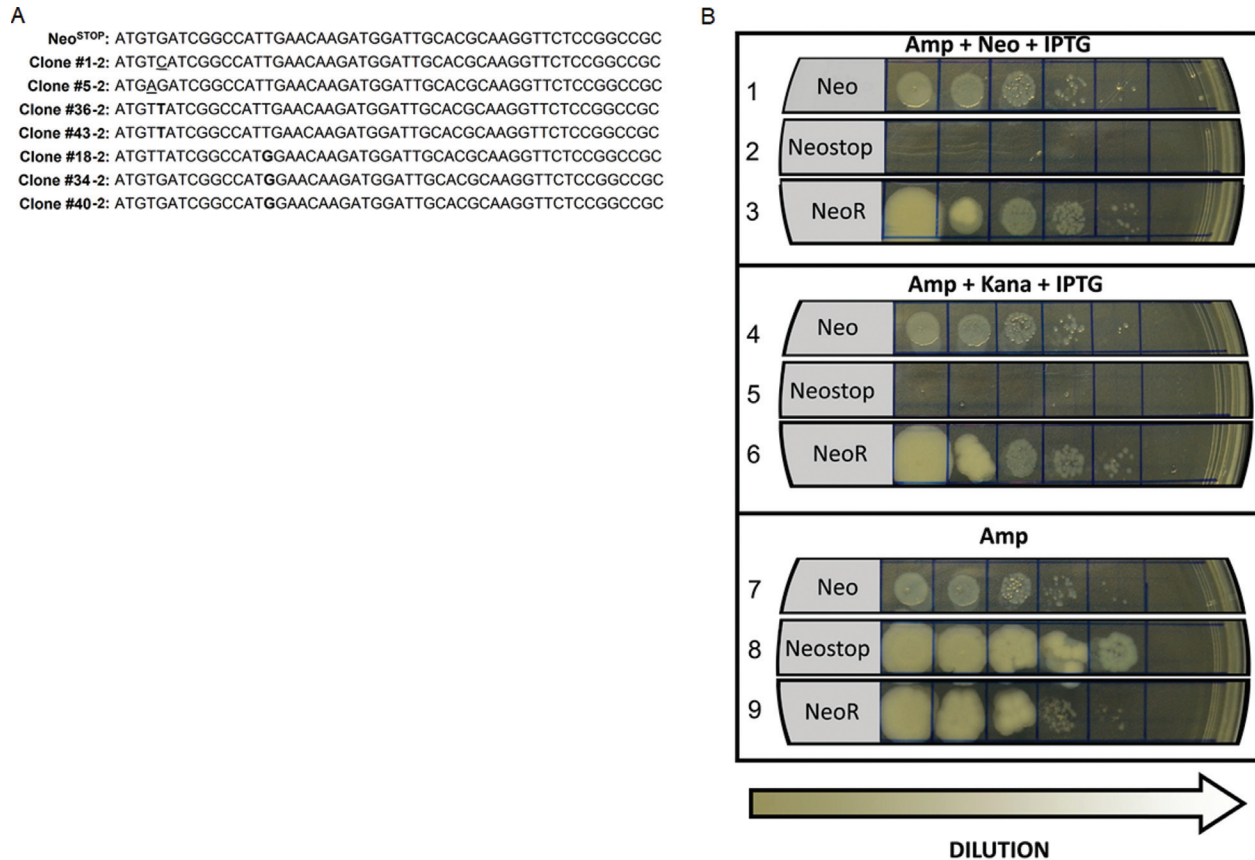 A
Neo^STOP: ATGTGATCGGCCATTGAACAAGATGGATTGCACGCAAGGTTCTCCGGCCGC
Clone #1-2: ATGTCATCGGCCATTGAACAAGATGGATTGCACGCAAGGTTCTCCGGCCGC
Clone #5-2: ATGAGATCGGCCATTGAACAAGATGGATTGCACGCAAGGTTCTCCGGCCGC
Clone #36-2: ATGTTATCGGCCATTGAACAAGATGGATTGCACGCAAGGTTCTCCGGCCGC
Clone #43-2: ATGTTATCGGCCATTGAACAAGATGGATTGCACGCAAGGTTCTCCGGCCGC
Clone #18-2: ATGTTATCGGCCATGGAACAAGATGGATTGCACGCAAGGTTCTCCGGCCGC
Clone #34-2: ATGTGATCGGCCATGGAACAAGATGGATTGCACGCAAGGTTCTCCGGCCGC
Clone #40-2: ATGTGATCGGCCATGGAACAAGATGGATTGCACGCAAGGTTCTCCGGCCGC
B
Amp + Neo + IPTG
1 Neo
2 Neostop
3 NeoR
Amp + Kana + IPTG
4 Neo
5 Neostop
6 NeoR
Amp
7 Neo
8 Neostop
9 NeoR
DILUTION